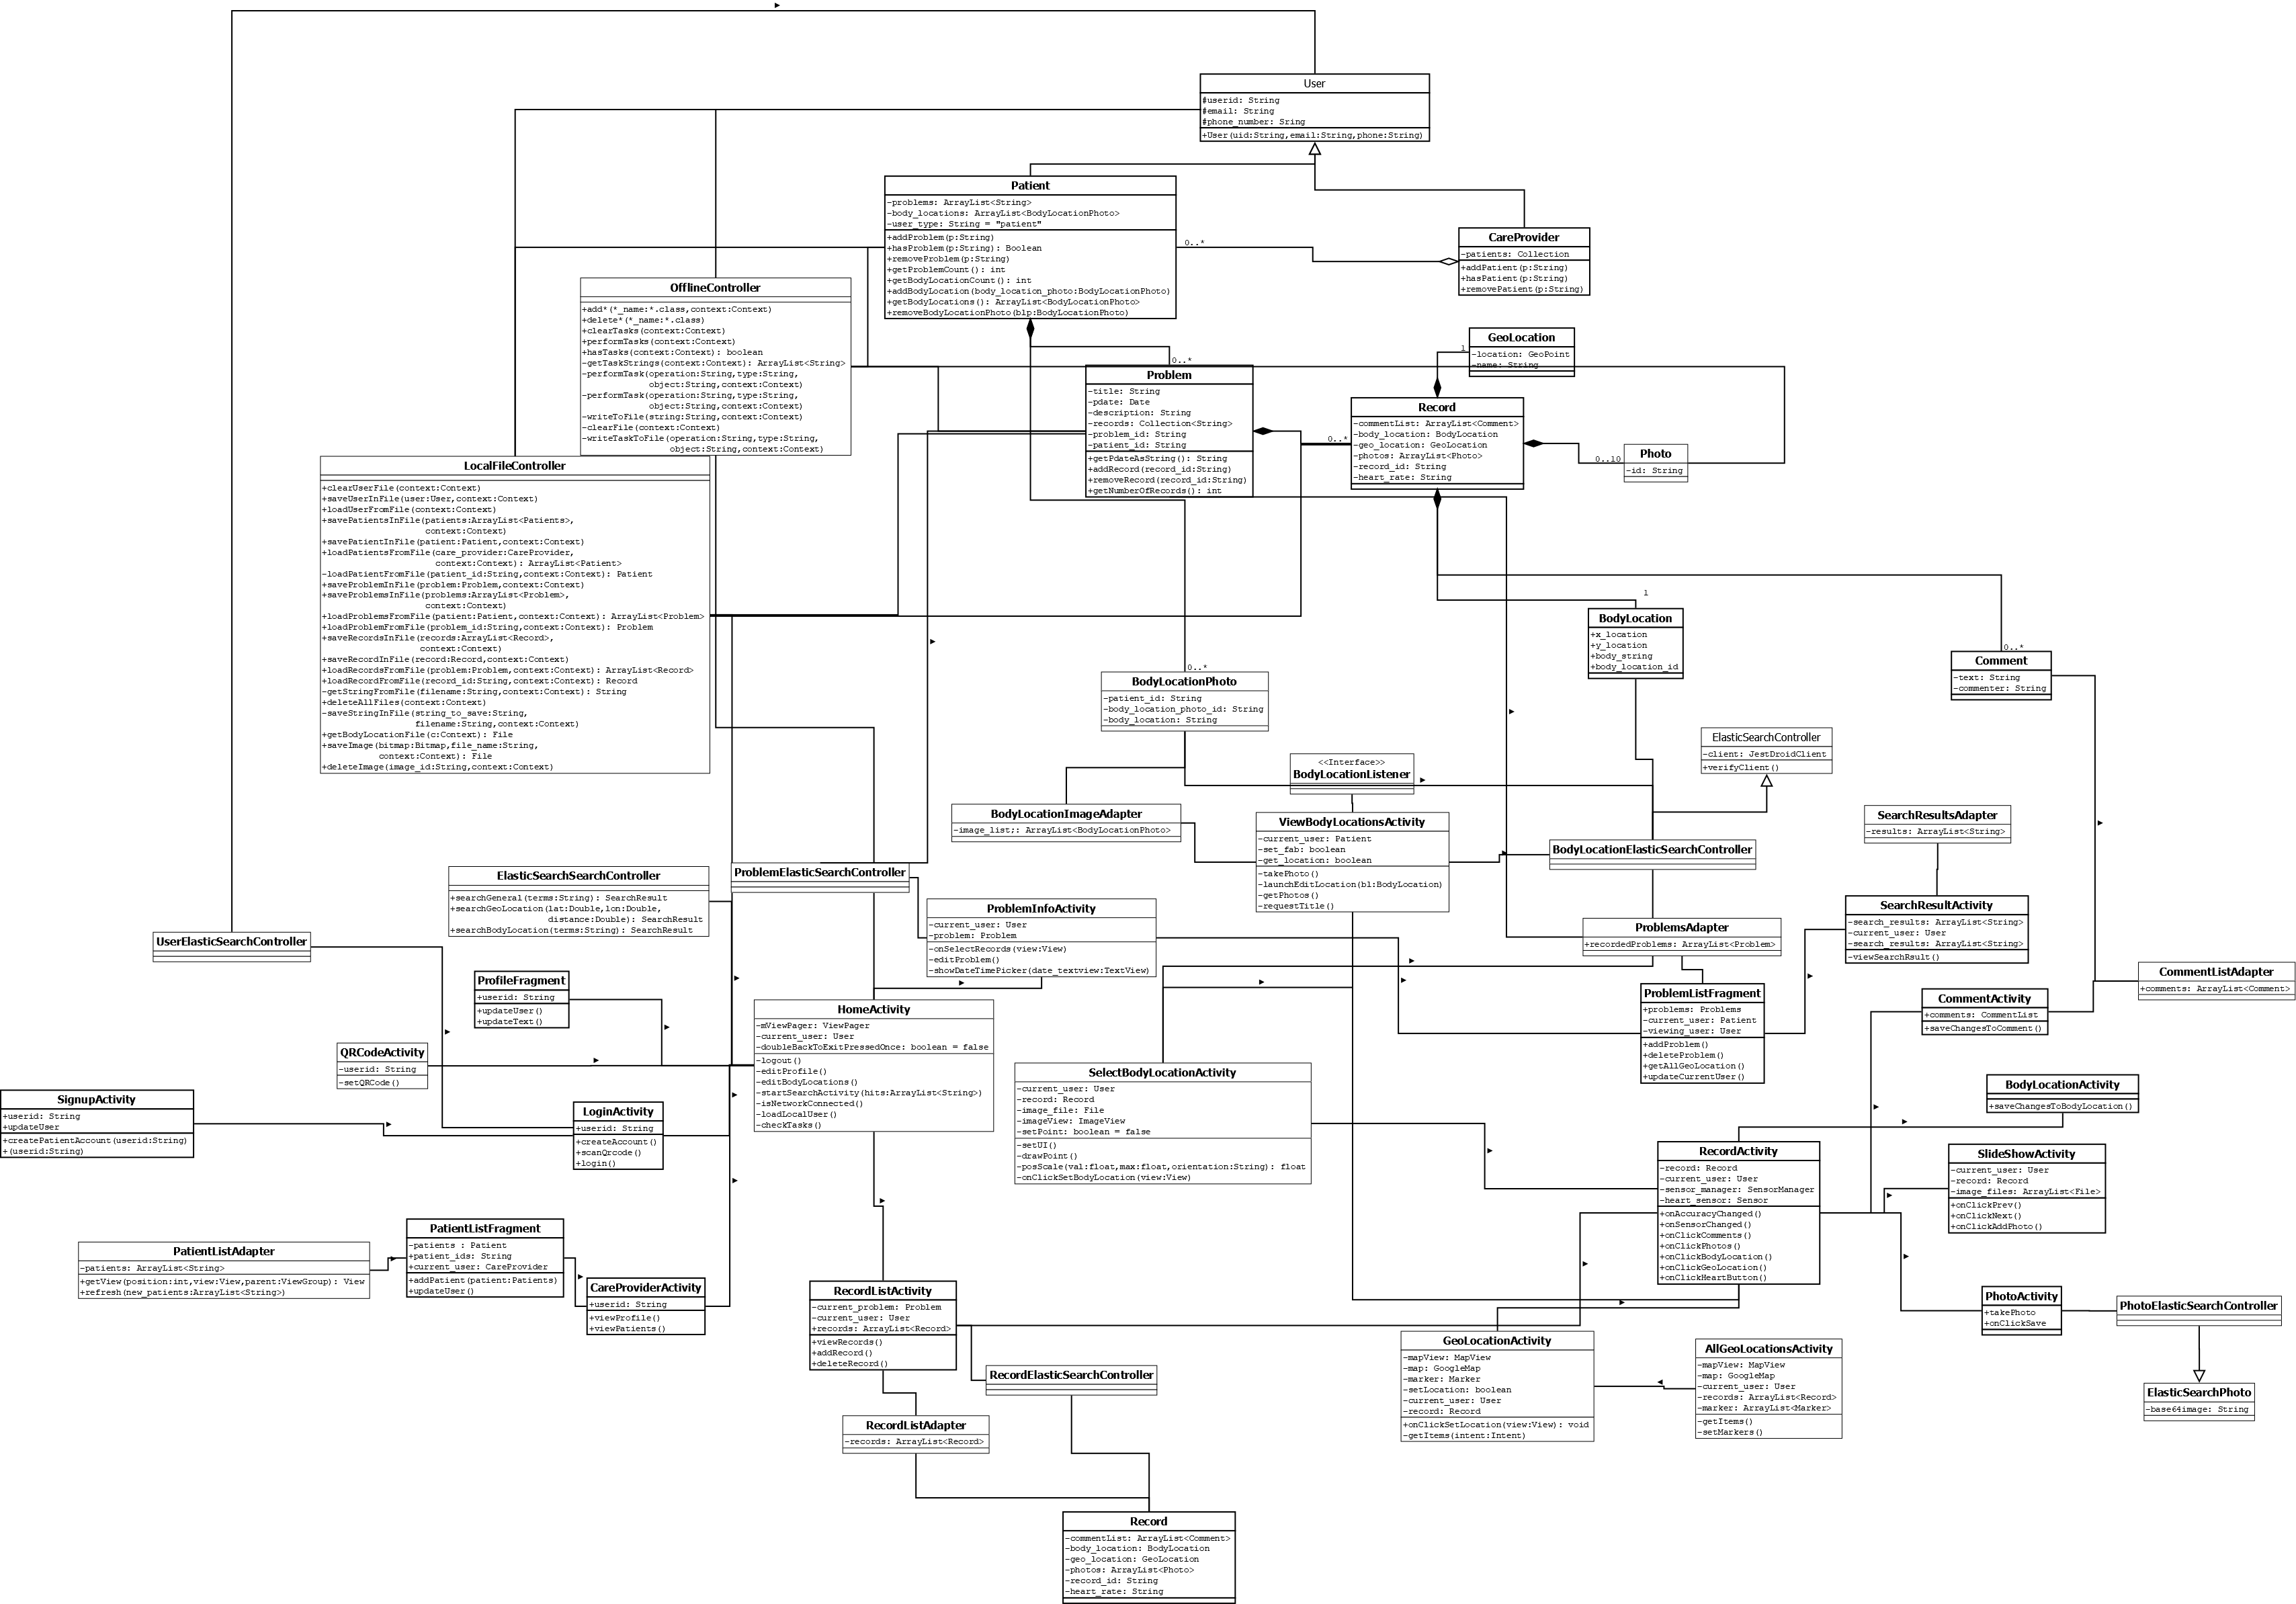 User
#userid: String
#email: String
#phone_number: Sring
+User(uid:String,email:String,phone:String)
Patient
-problems: ArrayList<String>
-body_locations: ArrayList<BodyLocationPhoto>
-user_type: String = "patient"
+addProblem(p:String)
+hasProblem(p:String): Boolean
+removeProblem(p:String)
+getProblemCount(): int
+getBodyLocationCount(): int
+addBodyLocation(body_location_photo:BodyLocationPhoto)
+getBodyLocations(): ArrayList<BodyLocationPhoto>
+removeBodyLocationPhoto(blp:BodyLocationPhoto)
0..*
CareProvider
-patients: Collection
+addPatient(p:String)
+hasPatient(p:String)
+removePatient(p:String)
OfflineController
+add*(*_name:*.class,context:Context)
+delete*(*_name:*.class)
+clearTasks(context:Context)
+performTasks(context:Context)
+hasTasks(context:Context): boolean
-getTaskStrings(context:Context): ArrayList<String>
-performTask(operation:String,type:String,
object:String,context:Context)
-performTask(operation:String,type:String,
object:String,context:Context)
-writeToFile(string:String,context:Context)
-clearFile(context:Context)
-writeTaskToFile(operation:String,type:String,
object:String,context:Context)
GeoLocation
-location: GeoPoint
-name: String
1
0..*
Problem
-title: String
-pdate: Date
-description: String
-records: Collection<String>
-problem_id: String
-patient_id: String
+getPdateAsString(): String
+addRecord(record_id:String)
+removeRecord(record_id:String)
+getNumberOfRecords(): int
0..*
Record
-commentList: ArrayList<Comment>
-body_location: BodyLocation
-geo_location: GeoLocation
-photos: ArrayList<Photo>
-record_id: String
-heart_rate: String
0..10
Photo
-id: String
LocalFileController
+clearUserFile(context:Context)
+saveUserInFile(user:User,context:Context)
+loadUserFromFile(context:Context)
+savePatientsInFile(patients:ArrayList<Patients>,
context:Context)
+savePatientInFile(patient:Patient,context:Context)
+loadPatientsFromFile(care_provider:CareProvider,
context:Context): ArrayList<Patient>
-loadPatientFromFile(patient_id:String,context:Context): Patient
+saveProblemInFile(problem:Problem,context:Context)
+saveProblemsInFile(problems:ArrayList<Problem>,
context:Context)
+loadProblemsFromFile(patient:Patient,context:Context): ArrayList<Problem>
+loadProblemFromFile(problem_id:String,context:Context): Problem
+saveRecordsInFile(records:ArrayList<Record>,
context:Context)
+saveRecordInFile(record:Record,context:Context)
+loadRecordsFromFile(problem:Problem,context:Context): ArrayList<Record>
+loadRecordFromFile(record_id:String,context:Context): Record
-getStringFromFile(filename:String,context:Context): String
+deleteAllFiles(context:Context)
-saveStringInFile(string_to_save:String,
filename:String,context:Context)
+getBodyLocationFile(c:Context): File
+saveImage(bitmap:Bitmap,file_name:String,
context:Context): File
+deleteImage(image_id:String,context:Context)
1
BodyLocation
+x_location
+y_location
+body_string
+body_location_id
0..*
Comment
-text: String
-commenter: String
0..*
BodyLocationPhoto
-patient_id: String
-body_location_photo_id: String
-body_location: String
ElasticSearchController
-client: JestDroidClient
+verifyClient()
<<Interface>>
BodyLocationListener
BodyLocationImageAdapter
-image_list;: ArrayList<BodyLocationPhoto>
ViewBodyLocationsActivity
-current_user: Patient
-set_fab: boolean
-get_location: boolean
-takePhoto()
-launchEditLocation(bl:BodyLocation)
-getPhotos()
-requestTitle()
BodyLocationElasticSearchController
SearchResultsAdapter
-results: ArrayList<String>
ElasticSearchSearchController
+searchGeneral(terms:String): SearchResult
+searchGeoLocation(lat:Double,lon:Double,
distance:Double): SearchResult
+searchBodyLocation(terms:String): SearchResult
ProblemElasticSearchController
ProblemInfoActivity
-current_user: User
-problem: Problem
-onSelectRecords(view:View)
-editProblem()
-showDateTimePicker(date_textview:TextView)
SearchResultActivity
-search_results: ArrayList<String>
-current_user: User
-search_results: ArrayList<String>
-viewSearchRsult()
ProblemsAdapter
+recordedProblems: ArrayList<Problem>
UserElasticSearchController
CommentListAdapter
+comments: ArrayList<Comment>
ProfileFragment
+userid: String
+updateUser()
+updateText()
ProblemListFragment
+problems: Problems
-current_user: Patient
-viewing_user: User
+addProblem()
+deleteProblem()
+getAllGeoLocation()
+updateCurrentUser()
CommentActivity
+comments: CommentList
+saveChangesToComment()
HomeActivity
-mViewPager: ViewPager
-current_user: User
-doubleBackToExitPressedOnce: boolean = false
-logout()
-editProfile()
-editBodyLocations()
-startSearchActivity(hits:ArrayList<String>)
-isNetworkConnected()
-loadLocalUser()
-checkTasks()
QRCodeActivity
-userid: String
-setQRCode()
SelectBodyLocationActivity
-current_user: User
-record: Record
-image_file: File
-imageView: ImageView
-setPoint: boolean = false
-setUI()
-drawPoint()
-posScale(val:float,max:float,orientation:String): float
-onClickSetBodyLocation(view:View)
BodyLocationActivity
+saveChangesToBodyLocation()
SignupActivity
+userid: String
+updateUser
+createPatientAccount(userid:String)
+(userid:String)
LoginActivity
+userid: String
+createAccount()
+scanQrcode()
+login()
RecordActivity
-record: Record
-current_user: User
-sensor_manager: SensorManager
-heart_sensor: Sensor
+onAccuracyChanged()
+onSensorChanged()
+onClickComments()
+onClickPhotos()
+onClickBodyLocation()
+onClickGeoLocation()
+onClickHeartButton()
SlideShowActivity
-current_user: User
-record: Record
-image_files: ArrayList<File>
+onClickPrev()
+onClickNext()
+onClickAddPhoto()
PatientListFragment
-patients : Patient
+patient_ids: String
+current_user: CareProvider
+addPatient(patient:Patients)
+updateUser()
PatientListAdapter
-patients: ArrayList<String>
+getView(position:int,view:View,parent:ViewGroup): View
+refresh(new_patients:ArrayList<String>)
CareProviderActivity
+userid: String
+viewProfile()
+viewPatients()
RecordListActivity
-current_problem: Problem
-current_user: User
+records: ArrayList<Record>
+viewRecords()
+addRecord()
+deleteRecord()
PhotoActivity
+takePhoto
+onClickSave
PhotoElasticSearchController
GeoLocationActivity
-mapView: MapView
-map: GoogleMap
-marker: Marker
-setLocation: boolean
-current_user: User
-record: Record
+onClickSetLocation(view:View): void
-getItems(intent:Intent)
AllGeoLocationsActivity
-mapView: MapView
-map: GoogleMap
-current_user: User
-records: ArrayList<Record>
-marker: ArrayList<Marker>
-getItems()
-setMarkers()
RecordElasticSearchController
ElasticSearchPhoto
-base64image: String
RecordListAdapter
-records: ArrayList<Record>
Record
-commentList: ArrayList<Comment>
-body_location: BodyLocation
-geo_location: GeoLocation
-photos: ArrayList<Photo>
-record_id: String
-heart_rate: String